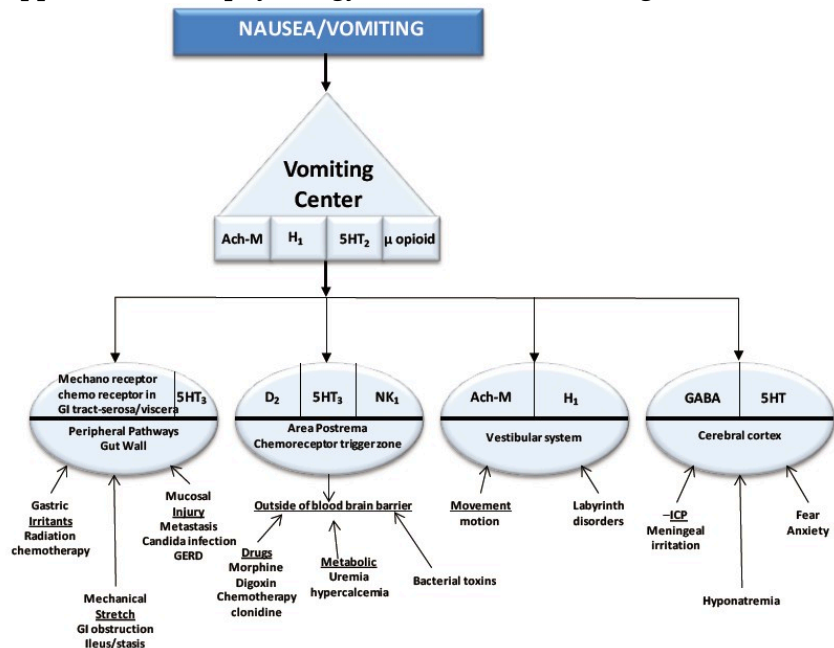 NAUSEA/VOMITING
Vomiting
Center
Ach-M H₁ 5HT₂ μ opioid
Mechano receptor
chemo receptor in
GI tract-serosa/viscera
5HT₃
Peripheral Pathways
Gut Wall
D₂ 5HT₃ NK₁
Area Postrema
Chemoreceptor trigger zone
Ach-M H₁
Vestibular system
GABA 5HT
Cerebral cortex
Gastric
Irritants
Radiation
chemotherapy
Mechanical
Stretch
GI obstruction
Ileus/stasis
Mucosal
Injury
Metastasis
Candida infection
GERD
Outside of blood brain barrier
Drugs
Morphine
Digoxin
Chemotherapy
clonidine
Metabolic
Uremia
hypercalcemia
Bacterial toxins
Movement
motion
Labyrinth
disorders
–ICP
Meningeal
irritation
Hyponatremia
Fear
Anxiety